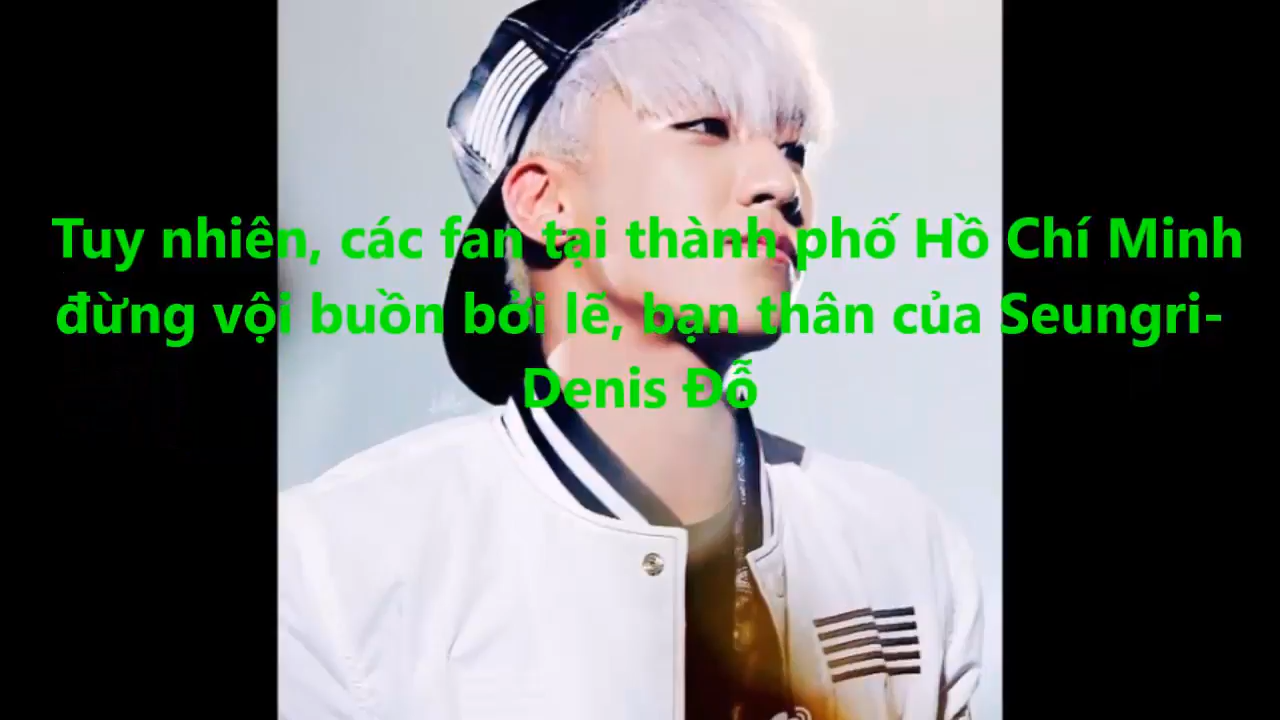 Tuy nhiên, các fan tại thành phố Hồ Chí Minh
đừng vội buồn bởi lẽ, bạn thân của Seungri-
Denis Đỗ